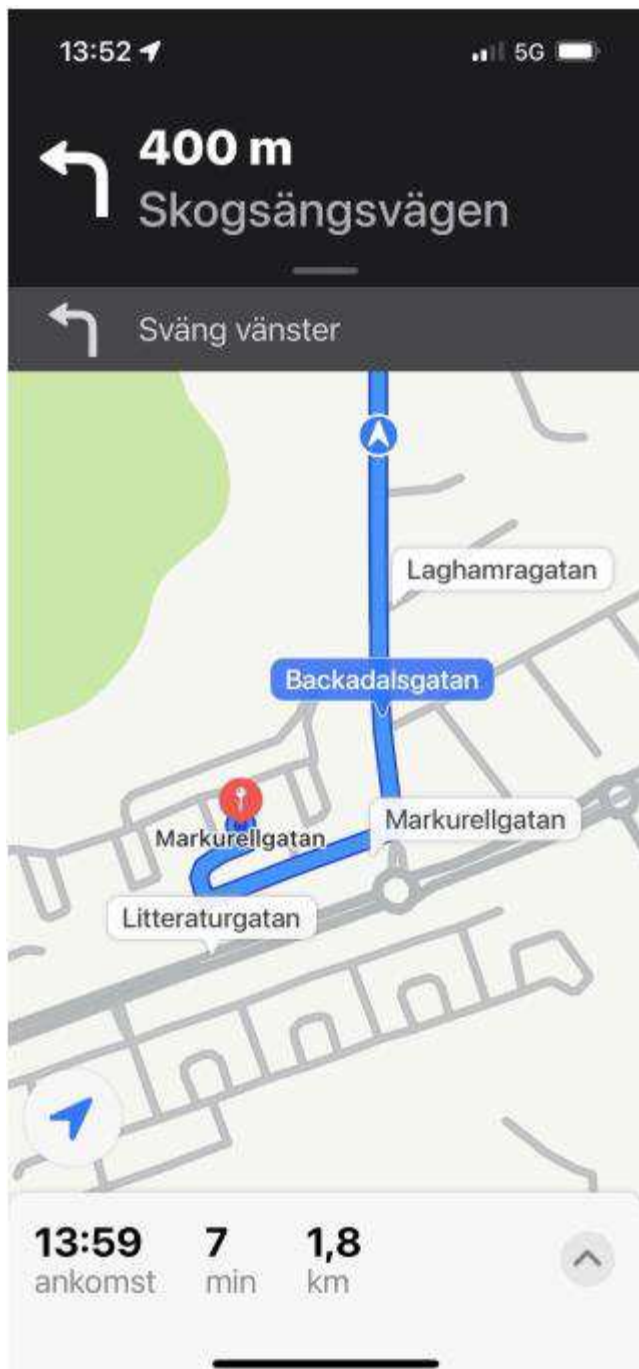 13:52
5G
400 m
Skogsängsvägen
Sväng vänster
Laghamragatan
Backadalsgatan
Markurellgatan
Markurellgatan
Litteraturgatan
13:59 7 1,8
ankomst min km